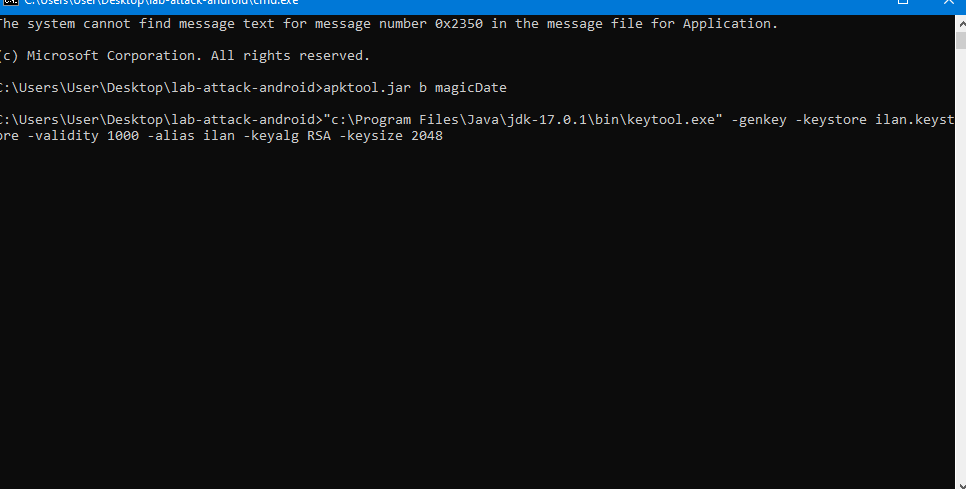 C:\Users\User\Desktop\lab-attack-android\cmd.exe
The system cannot find message text for message number 0x2350 in the message file for Application.
(c) Microsoft Corporation. All rights reserved.
C:\Users\User\Desktop\lab-attack-android>apktool.jar b magicDate
C:\Users\User\Desktop\lab-attack-android>"c:\Program Files\Java\jdk-17.0.1\bin\keytool.exe" -genkey -keystore ilan.keyst
ore -validity 1000 -alias ilan -keyalg RSA -keysize 2048